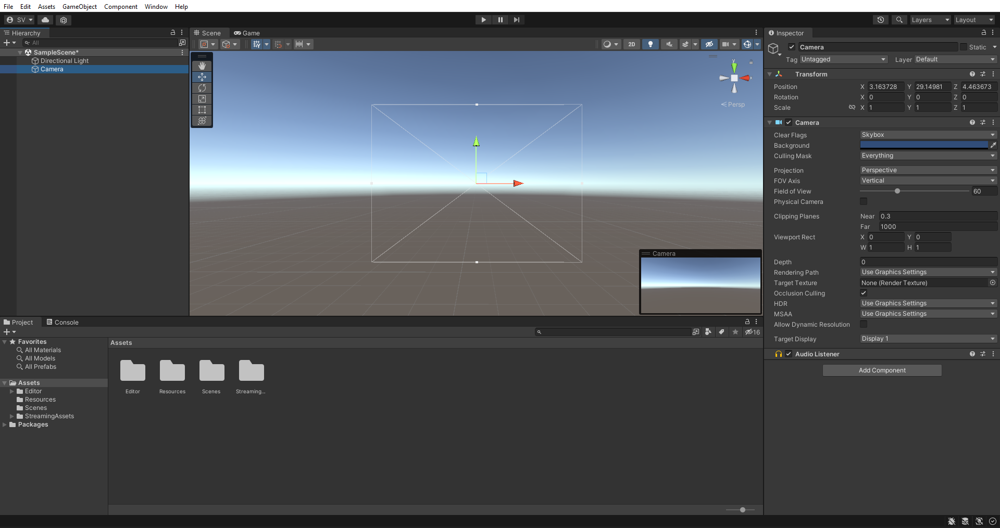 File Edit Assets GameObject Component Window Help
SV
Layers
Layout
Hierarchy
All
SampleScene*
Directional Light
Camera
Scene
Game
2D
y
x
Persp
Camera
Project
Console
16
Favorites
All Materials
All Models
All Prefabs
Assets
Editor
Resources
Scenes
StreamingAssets
Packages
Assets
Editor
Resources
Scenes
Streaming...
Inspector
Camera
Static
Tag Untagged
Layer Default
Transform
Position X 3.163728 Y 29.14981 Z 4.463673
Rotation X 0 Y 0 Z 0
Scale X 1 Y 1 Z 1
Camera
Clear Flags Skybox
Background
Culling Mask Everything
Projection Perspective
FOV Axis Vertical
Field of View 60
Physical Camera
Clipping Planes Near 0.3
Far 1000
Viewport Rect X 0 Y 0
W 1 H 1
Depth 0
Rendering Path Use Graphics Settings
Target Texture None (Render Texture)
Occlusion Culling
HDR Use Graphics Settings
MSAA Use Graphics Settings
Allow Dynamic Resolution
Target Display Display 1
Audio Listener
Add Component